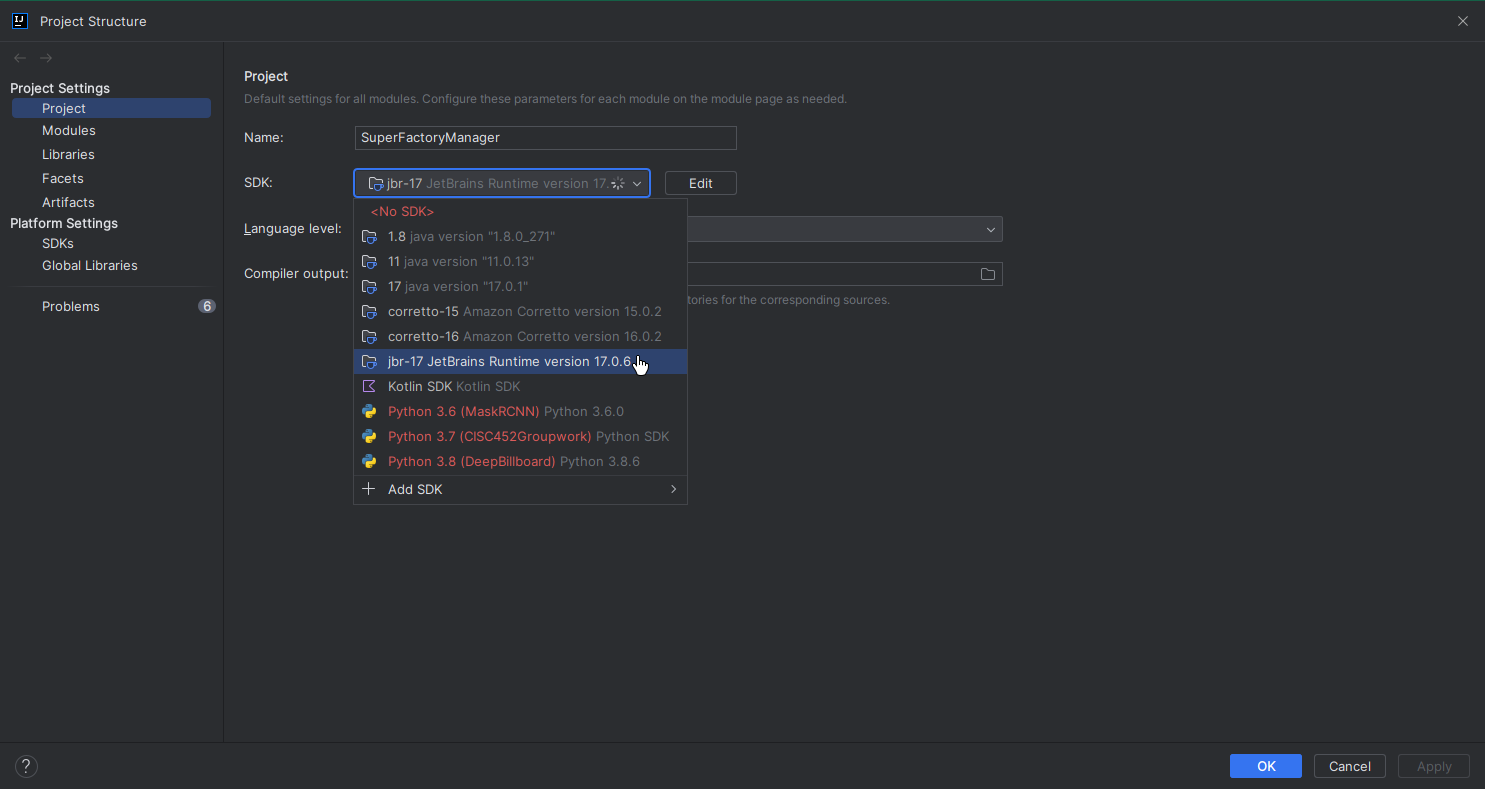 Project Structure
Project Settings
Project
Modules
Libraries
Facets
Artifacts
Platform Settings
SDKs
Global Libraries
Problems 6
Project
Default settings for all modules. Configure these parameters for each module on the module page as needed.
Name: SuperFactoryManager
SDK: jbr-17 JetBrains Runtime version 17. Edit
<No SDK>
Language level:
1.8 java version "1.8.0_271"
11 java version "11.0.13"
Compiler output:
17 java version "17.0.1"
tories for the corresponding sources.
corretto-15 Amazon Corretto version 15.0.2
corretto-16 Amazon Corretto version 16.0.2
jbr-17 JetBrains Runtime version 17.0.6
Kotlin SDK Kotlin SDK
Python 3.6 (MaskRCNN) Python 3.6.0
Python 3.7 (CISC452Groupwork) Python SDK
Python 3.8 (DeepBillboard) Python 3.8.6
Add SDK
?
OK Cancel Apply